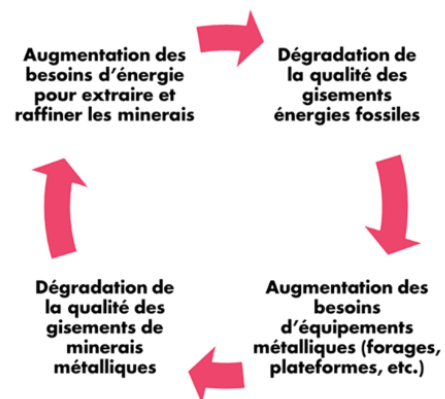 Augmentation des
besoins d'énergie
pour extraire et
raffiner les minerais
Dégradation de
la qualité des
gisements
énergies fossiles
Augmentation des
besoins
d'équipements
métalliques (forages,
plateformes, etc.)
Dégradation de
la qualité des
gisements de
minerais
métalliques